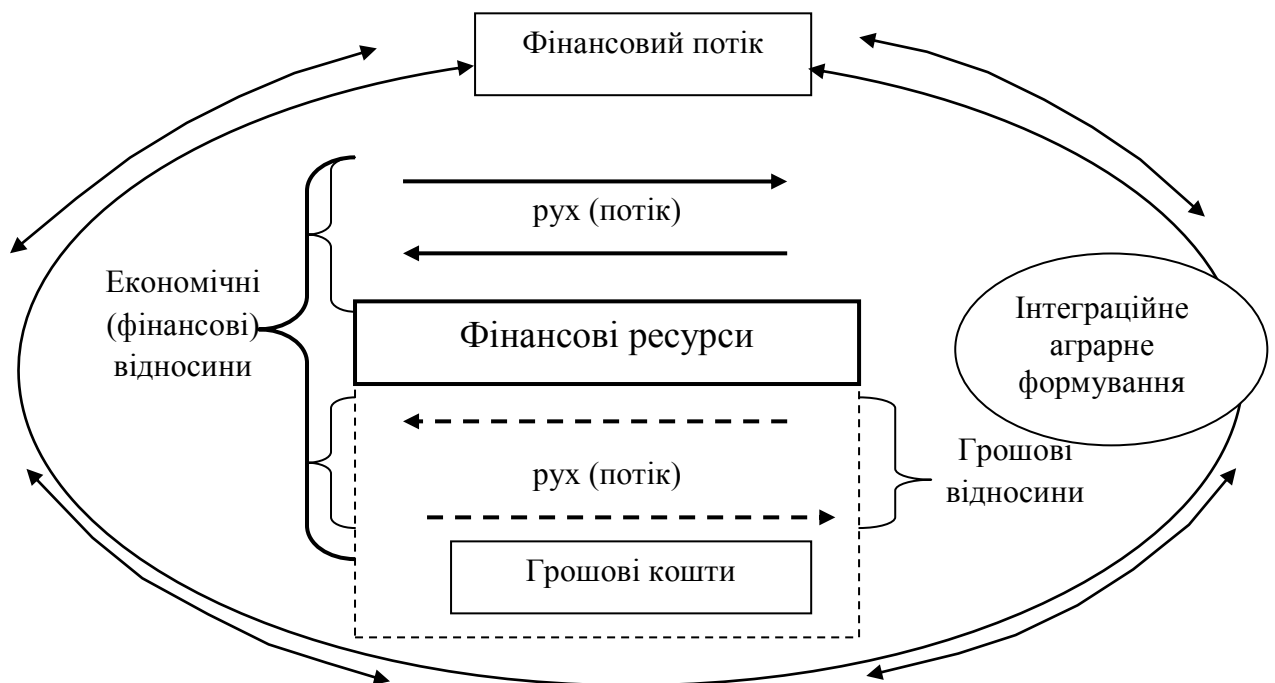 Фінансовий потік
рух (потік)
Економічні
(фінансові)
відносини
Фінансові ресурси
Інтеграційне
аграрне
формування
рух (потік)
Грошові
відносини
Грошові кошти